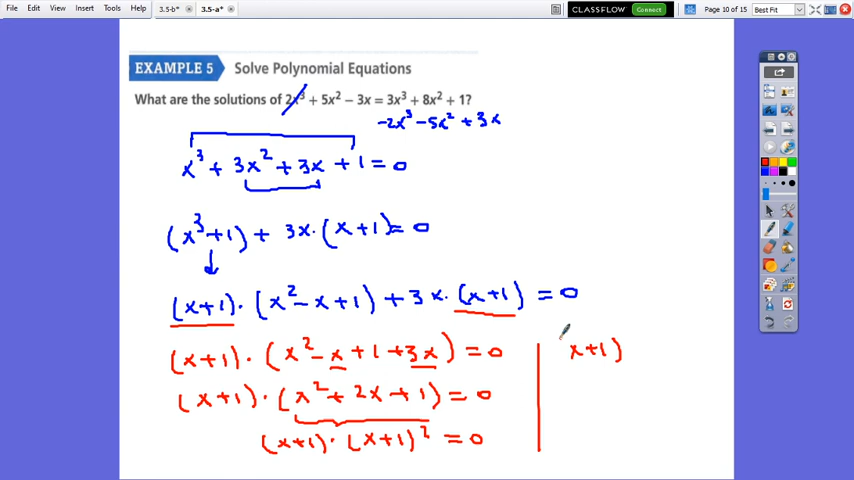 File Edit View Insert Tools Help 3.5-b* 3.5-a* CLASSFLOW Connect Page 10 of 15 Best Fit
EXAMPLE 5 Solve Polynomial Equations
What are the solutions of 2x³ + 5x² − 3x = 3x³ + 8x² + 1?
-2x³ -5x² + 3x
x³ + 3x² + 3x + 1 = 0
(x³ + 1) + 3x · (x + 1) = 0
(x+1) · (x² - x + 1) + 3x · (x+1) = 0
(x+1) · (x² - x + 1 + 3x) = 0 x+1)
(x+1) · (x² + 2x + 1) = 0
(x+1) · (x+1)² = 0